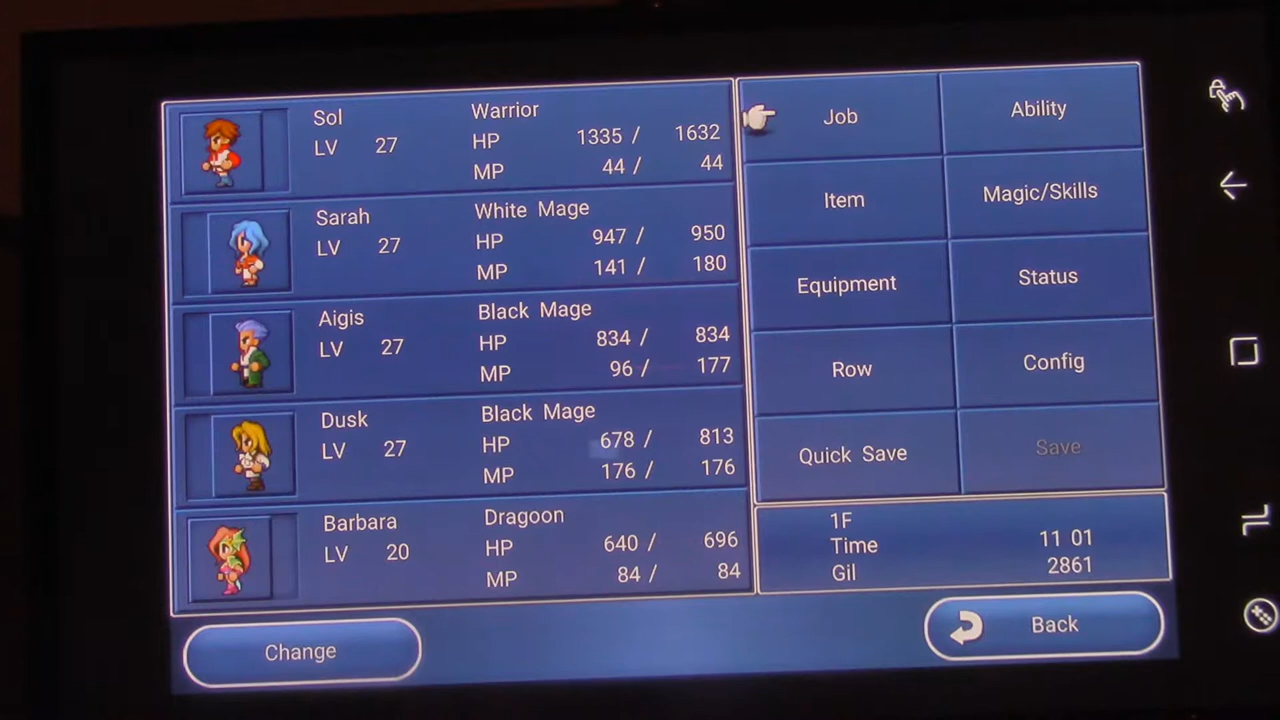 Sol Warrior
LV 27 HP 1335 / 1632
MP 44 / 44
Sarah White Mage
LV 27 HP 947 / 950
MP 141 / 180
Aigis Black Mage
LV 27 HP 834 / 834
MP 96 / 177
Dusk Black Mage
LV 27 HP 678 / 813
MP 176 / 176
Barbara Dragoon
LV 20 HP 640 / 696
MP 84 / 84
Change
Job Ability
Item Magic/Skills
Equipment Status
Row Config
Quick Save Save
1F
Time 11 01
Gil 2861
Back